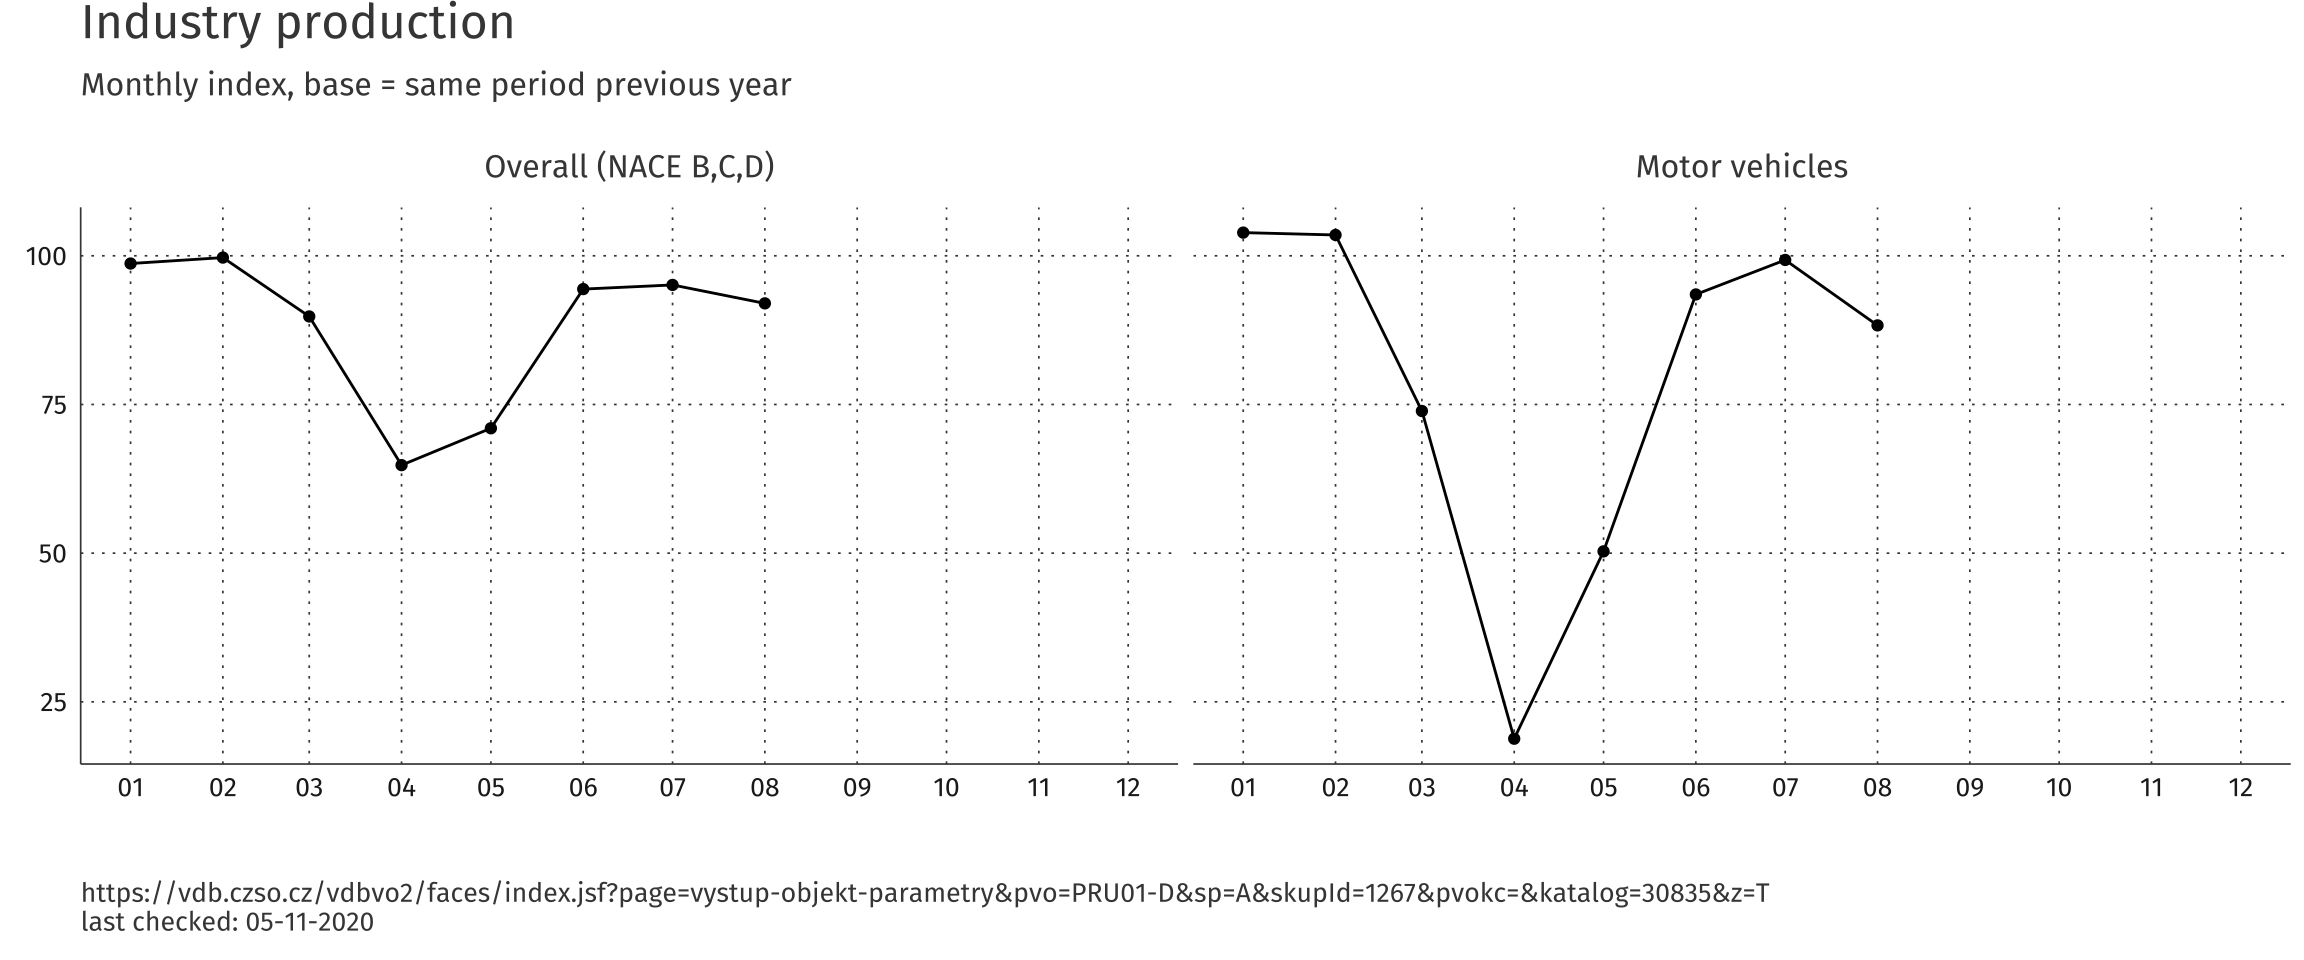 Industry production
Monthly index, base = same period previous year
Overall (NACE B,C,D)
Motor vehicles
100
75
50
25
01 02 03 04 05 06 07 08 09 10 11 12
01 02 03 04 05 06 07 08 09 10 11 12
https://vdb.czso.cz/vdbvo2/faces/index.jsf?page=vystup-objekt-parametry&pvo=PRU01-D&sp=A&skupId=1267&pvokc=&katalog=30835&z=T
last checked: 05-11-2020